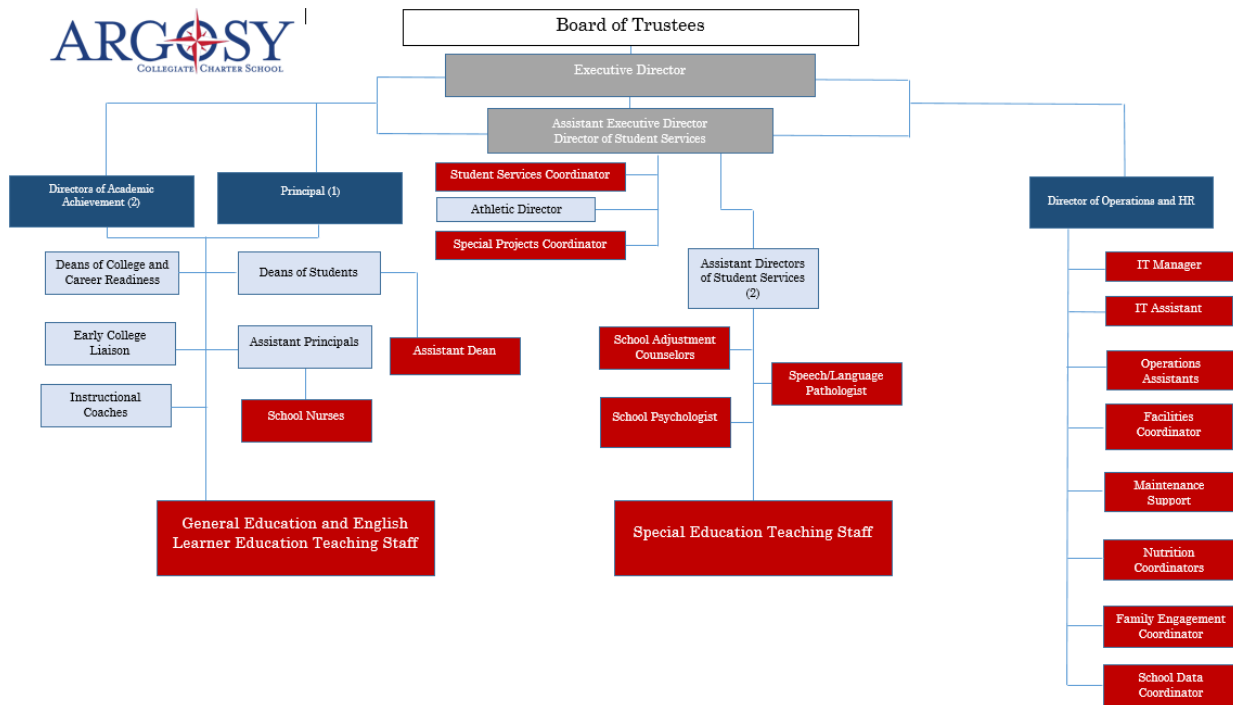 ARGOSY
COLLEGIATE CHARTER SCHOOL
Board of Trustees
Executive Director
Assistant Executive Director
Director of Student Services
Directors of Academic
Achievement (2)
Principal (1)
Student Services Coordinator
Athletic Director
Special Projects Coordinator
Director of Operations and HR
Deans of College and
Career Readiness
Deans of Students
Assistant Directors
of Student Services
(2)
IT Manager
IT Assistant
Early College
Liaison
Assistant Principals
Assistant Dean
School Adjustment
Counselors
Speech/Language
Pathologist
Operations
Assistants
Instructional
Coaches
School Nurses
School Psychologist
Facilities
Coordinator
Maintenance
Support
General Education and English
Learner Education Teaching Staff
Special Education Teaching Staff
Nutrition
Coordinators
Family Engagement
Coordinator
School Data
Coordinator